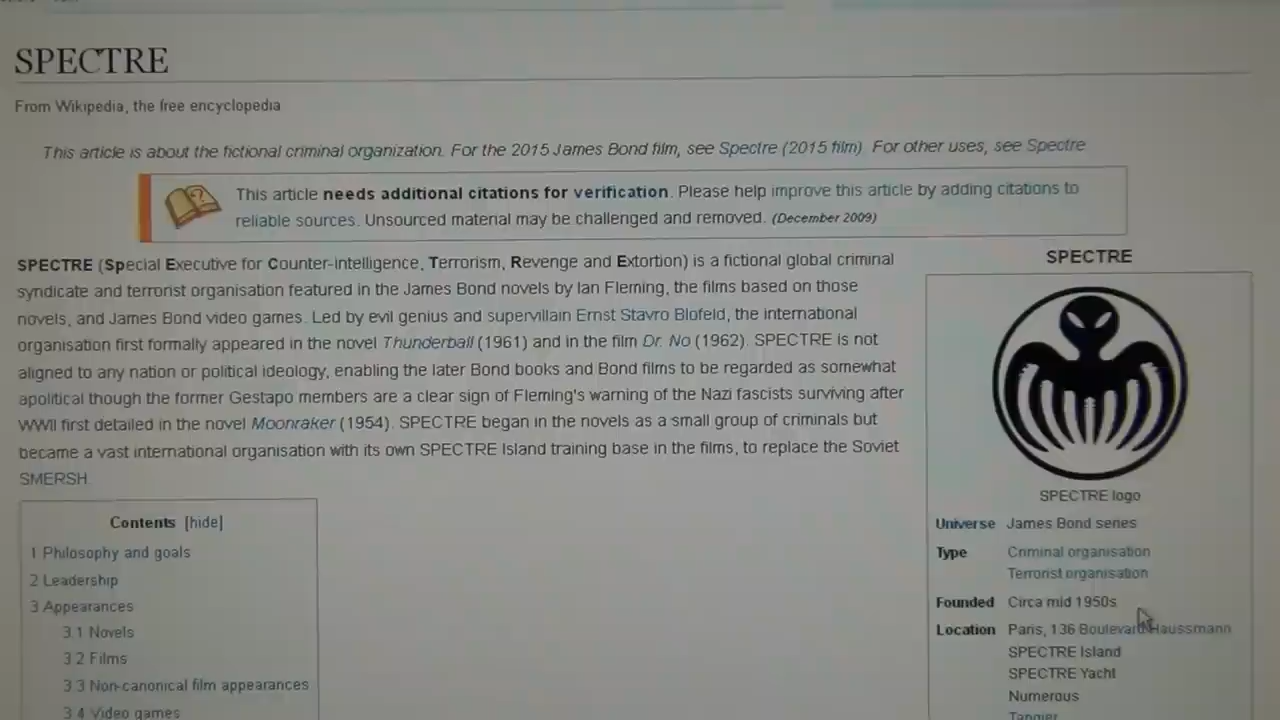 SPECTRE
From Wikipedia, the free encyclopedia
This article is about the fictional criminal organization. For the 2015 James Bond film, see Spectre (2015 film). For other uses, see Spectre
This article needs additional citations for verification. Please help improve this article by adding citations to
reliable sources. Unsourced material may be challenged and removed. (December 2009)
SPECTRE (Special Executive for Counter-intelligence, Terrorism, Revenge and Extortion) is a fictional global criminal
syndicate and terrorist organisation featured in the James Bond novels by Ian Fleming, the films based on those
novels, and James Bond video games. Led by evil genius and supervillain Ernst Stavro Blofeld, the international
organisation first formally appeared in the novel Thunderball (1961) and in the film Dr. No (1962). SPECTRE is not
aligned to any nation or political ideology, enabling the later Bond books and Bond films to be regarded as somewhat
apolitical though the former Gestapo members are a clear sign of Fleming's warning of the Nazi fascists surviving after
WWII first detailed in the novel Moonraker (1954). SPECTRE began in the novels as a small group of criminals but
became a vast international organisation with its own SPECTRE Island training base in the films, to replace the Soviet
SMERSH.
Contents [hide]
1 Philosophy and goals
2 Leadership
3 Appearances
3.1 Novels
3.2 Films
3.3 Non-canonical film appearances
3.4 Video games
SPECTRE
SPECTRE logo
Universe James Bond series
Type Criminal organisation
Terrorist organisation
Founded Circa mid 1950s
Location Paris, 136 Boulevard Haussmann
SPECTRE Island
SPECTRE Yacht
Numerous
Tangier